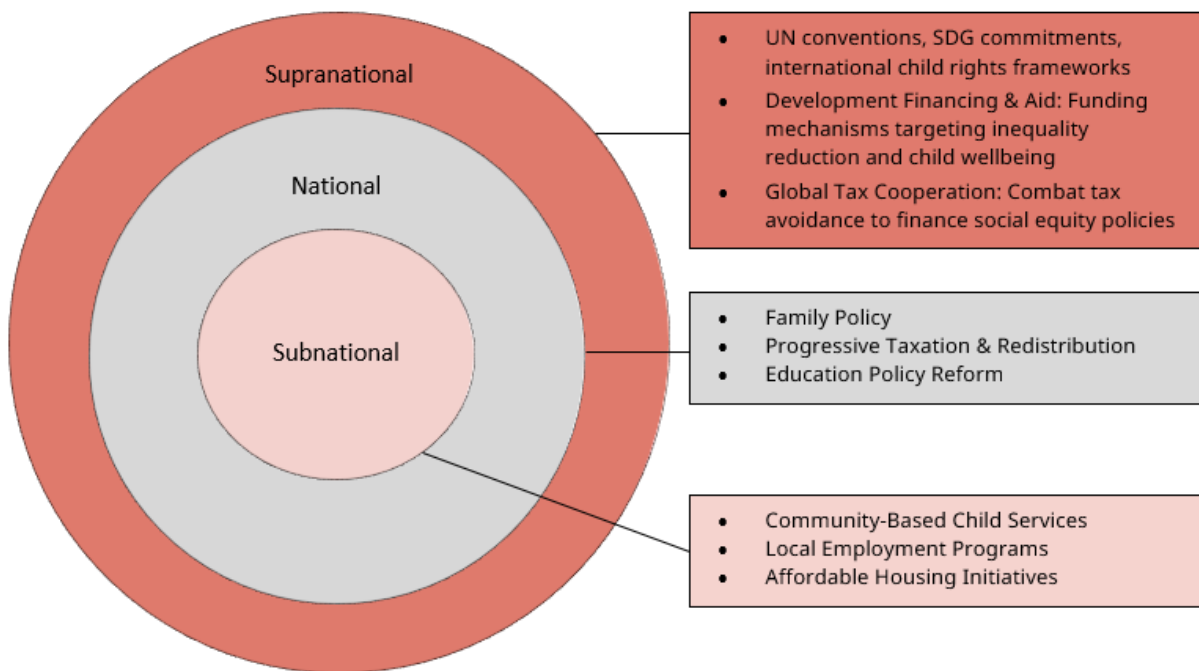 Supranational
National
Subnational
• UN conventions, SDG commitments,
international child rights frameworks
• Development Financing & Aid: Funding
mechanisms targeting inequality
reduction and child wellbeing
• Global Tax Cooperation: Combat tax
avoidance to finance social equity policies
• Family Policy
• Progressive Taxation & Redistribution
• Education Policy Reform
• Community-Based Child Services
• Local Employment Programs
• Affordable Housing Initiatives